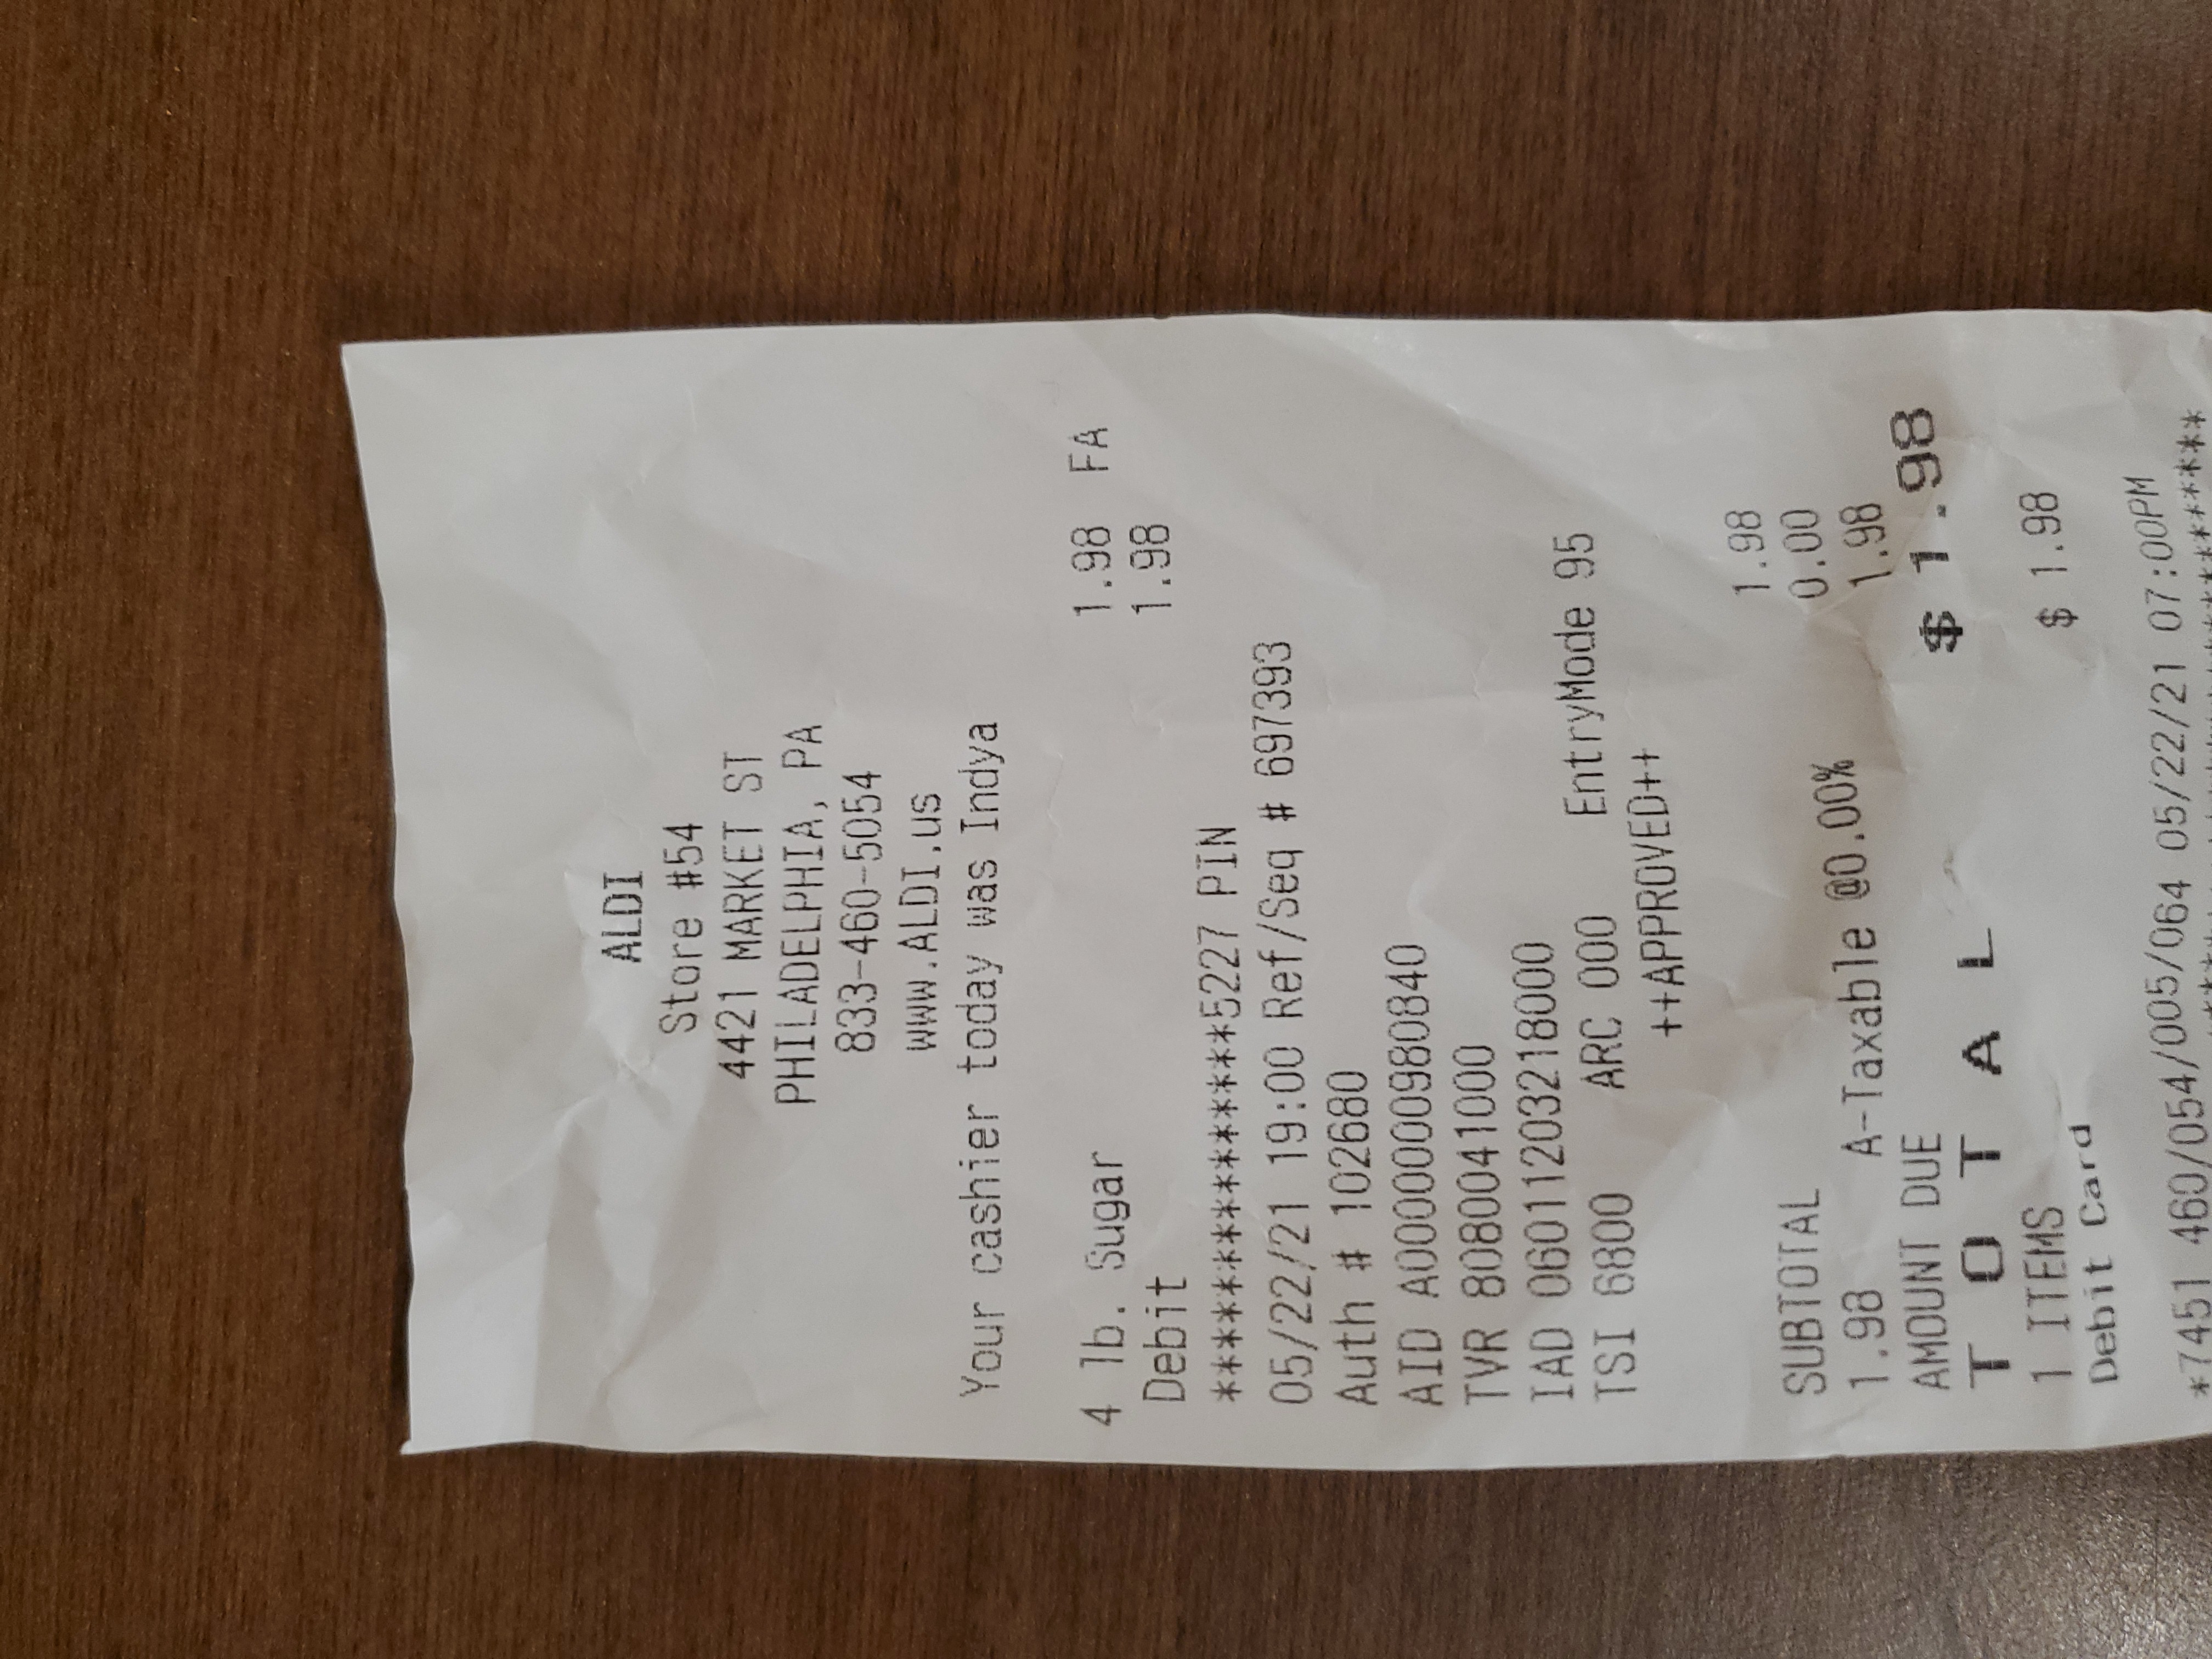 ALDI
Store #54
4421 MARKET ST
PHILADELPHIA, PA
833-460-5054
www.ALDI.us
Your cashier today was Indya
4 lb. Sugar 1.98 FA
Debit 1.98
***************5227 PIN
05/22/21 19:00 Ref/Seq # 697393
Auth # 102680
AID A0000000980840
TVR 8080041000
IAD 06011203218000
TSI 6800 ARC 000 EntryMode 95
++APPROVED++
SUBTOTAL 1.98
1.98 A-Taxable @0.00% 0.00
AMOUNT DUE 1.98
T O T A L $ 1.98
1 ITEMS
Debit Card $ 1.98
*7451 460/054/005/064 05/22/21 07:00PM